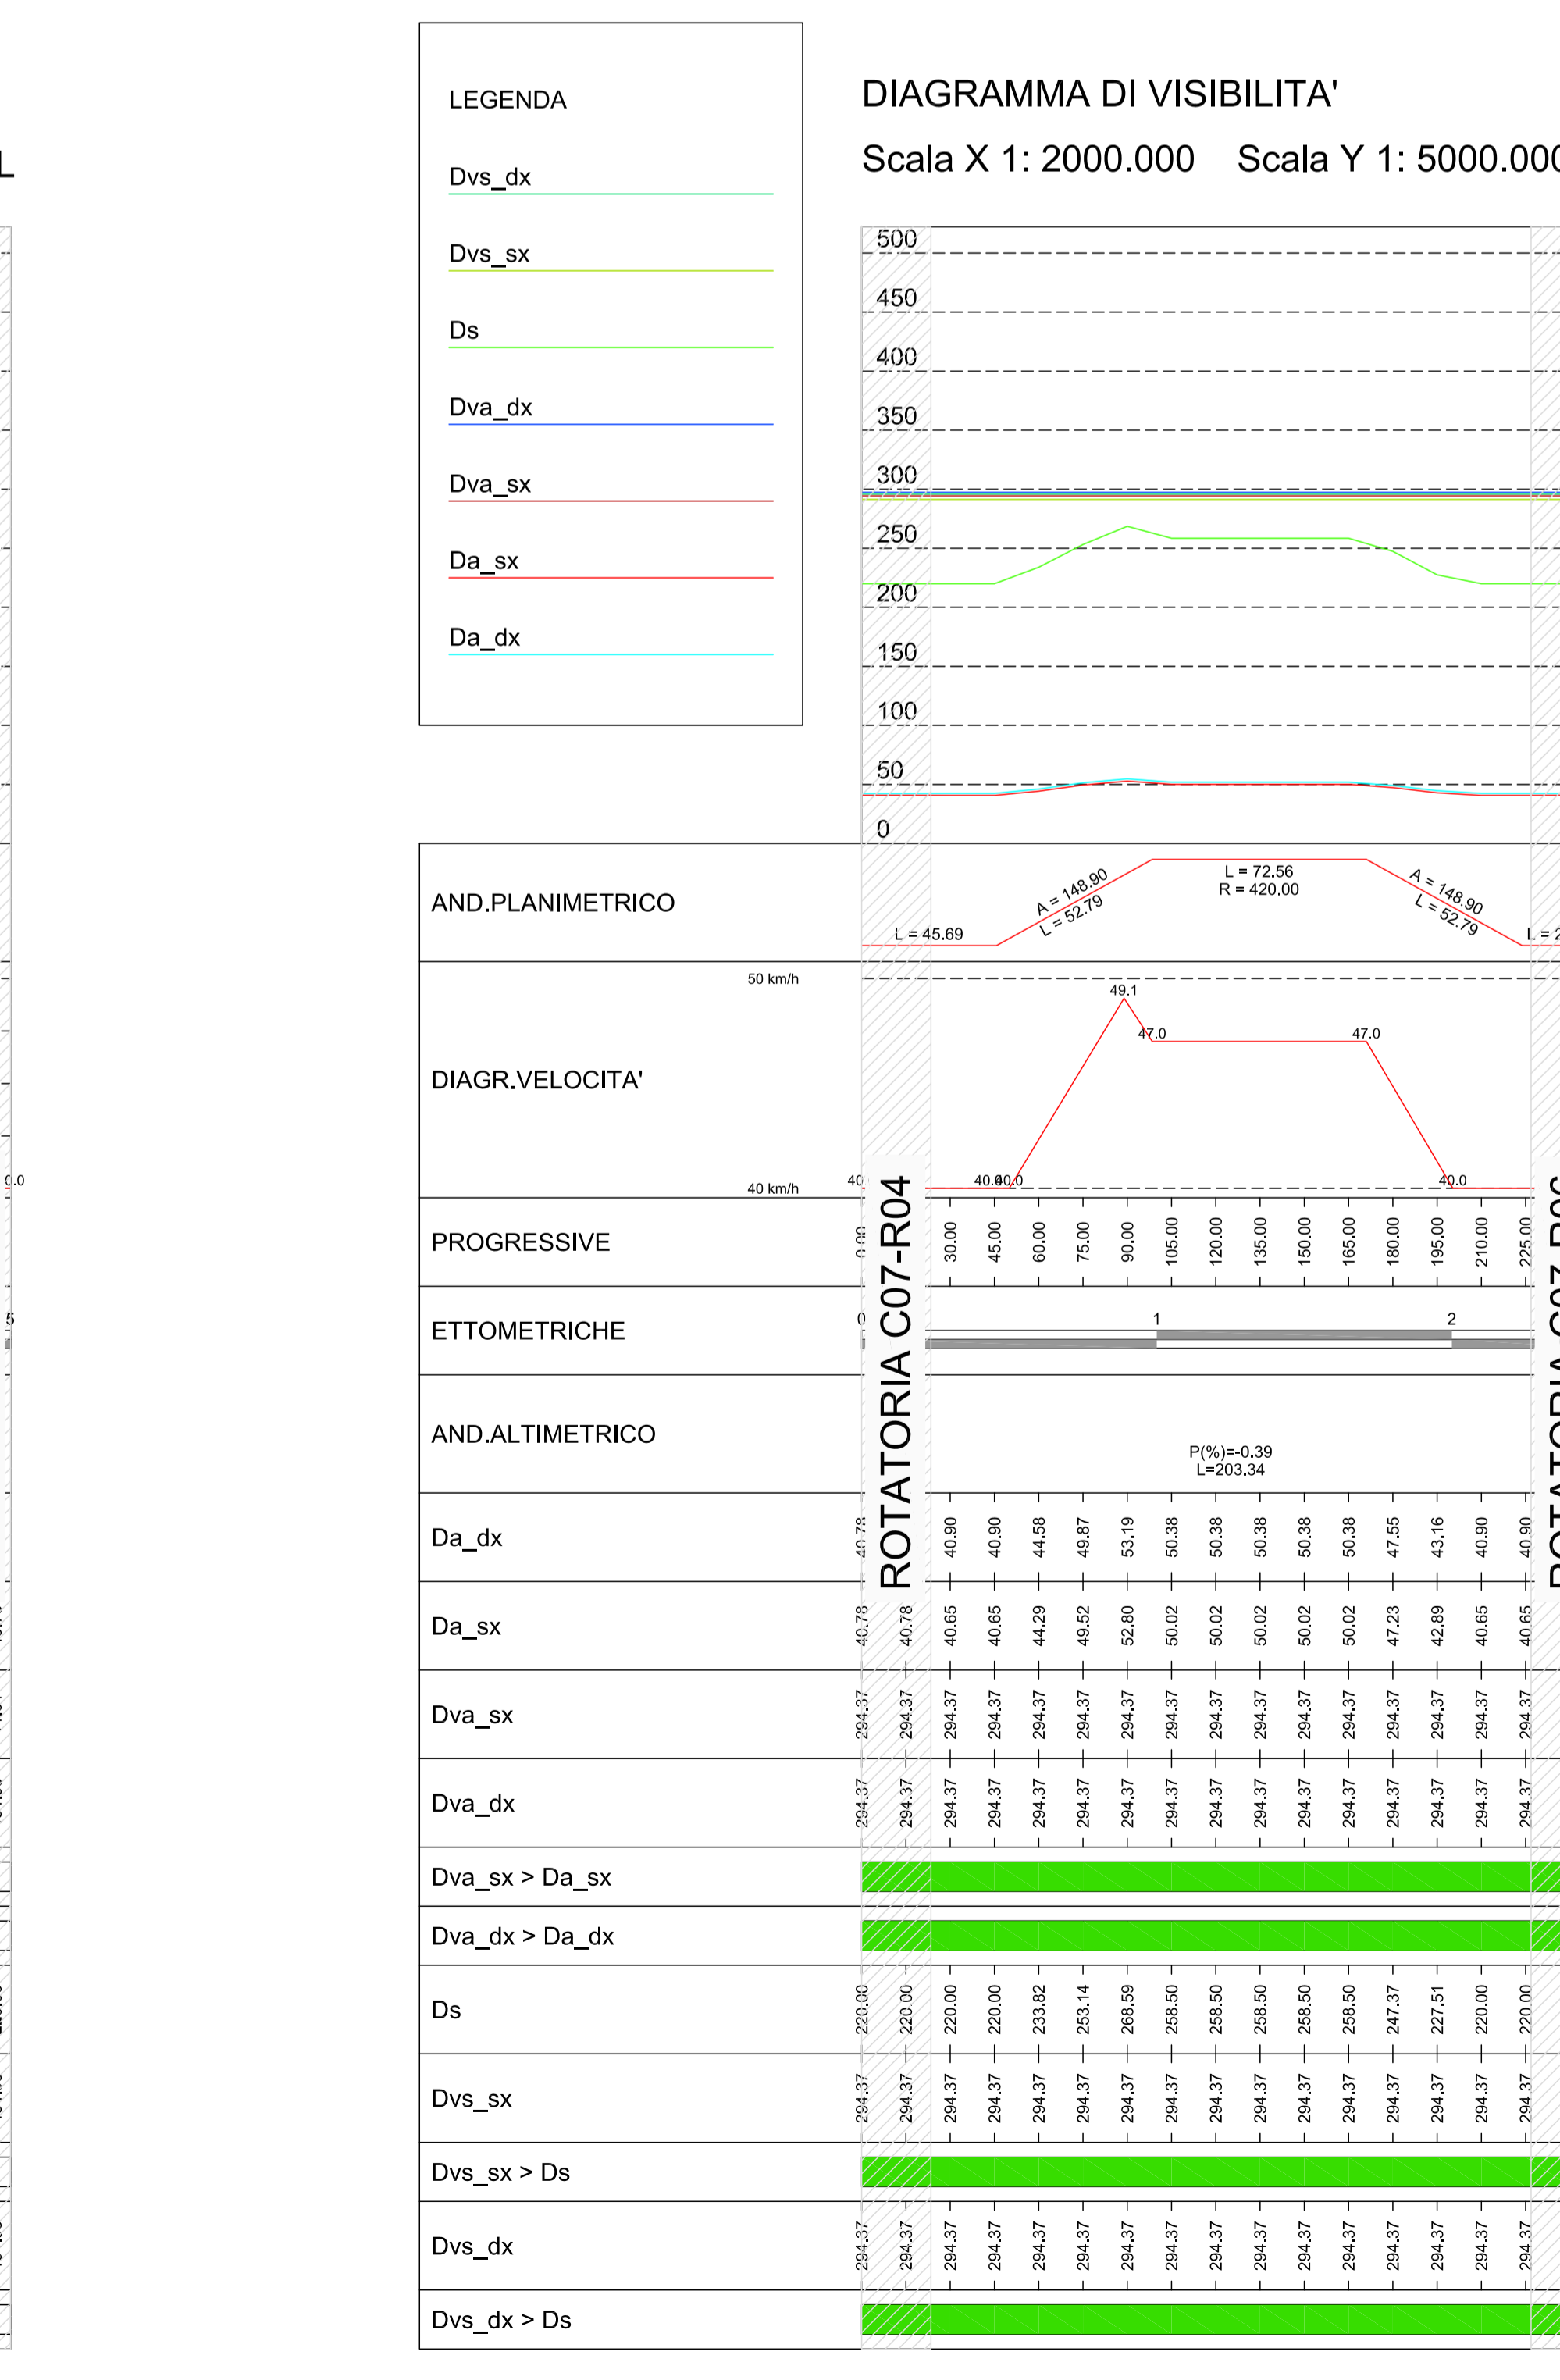 LEGENDA
Dvs_dx
Dvs_sx
Ds
Dva_dx
Dva_sx
Da_sx
Da_dx
DIAGRAMMA DI VISIBILITA'
Scala X 1: 2000.000 Scala Y 1: 5000.000
500
450
400
350
300
250
200
150
100
50
0
AND.PLANIMETRICO
L = 45.69
A = 148.90
L = 52.79
L = 72.56
R = 420.00
A = 148.90
L = 52.79
L = 2
DIAGR.VELOCITA'
50 km/h
40 km/h
49.1
47.0
47.0
40.0
40.0
40.0
PROGRESSIVE
0.00 30.00 45.00 60.00 75.00 90.00 105.00 120.00 135.00 150.00 165.00 180.00 195.00 210.00 225.00
ETTOMETRICHE
0 1 2
AND.ALTIMETRICO
P(%)=-0.39
L=203.34
ROTATORIA C07-R04
Da_dx
40.78 40.90 40.90 44.58 49.87 53.19 50.38 50.38 50.38 50.38 50.38 47.55 43.16 40.90 40.90
Da_sx
40.78 40.78 40.65 40.65 44.29 49.52 52.80 50.02 50.02 50.02 50.02 50.02 47.23 42.89 40.65 40.65
Dva_sx
294.37 294.37 294.37 294.37 294.37 294.37 294.37 294.37 294.37 294.37 294.37 294.37 294.37 294.37 294.37 294.37
Dva_dx
294.37 294.37 294.37 294.37 294.37 294.37 294.37 294.37 294.37 294.37 294.37 294.37 294.37 294.37 294.37 294.37
Dva_sx > Da_sx
Dva_dx > Da_dx
Ds
220.00 220.00 220.00 220.00 233.82 253.14 268.59 258.50 258.50 258.50 258.50 258.50 247.37 227.51 220.00 220.00
Dvs_sx
294.37 294.37 294.37 294.37 294.37 294.37 294.37 294.37 294.37 294.37 294.37 294.37 294.37 294.37 294.37 294.37
Dvs_sx > Ds
Dvs_dx
294.37 294.37 294.37 294.37 294.37 294.37 294.37 294.37 294.37 294.37 294.37 294.37 294.37 294.37 294.37 294.37
Dvs_dx > Ds